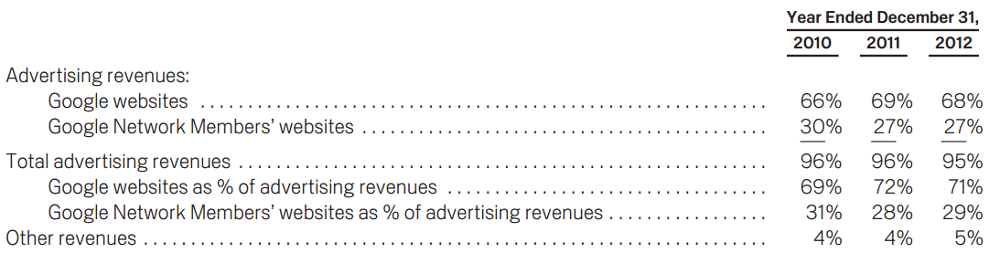 Year Ended December 31,
2010 2011 2012
Advertising revenues:
Google websites . . . . . . . . . . . . . . . . . . . . . . . . . . . . . . . . . . . . . . . . . . . . . . . . . . . . . . . . . . . . . . 66% 69% 68%
Google Network Members’ websites . . . . . . . . . . . . . . . . . . . . . . . . . . . . . . . . . . . . . . . . . . . . 30% 27% 27%
Total advertising revenues . . . . . . . . . . . . . . . . . . . . . . . . . . . . . . . . . . . . . . . . . . . . . . . . . . . . . . . . . 96% 96% 95%
Google websites as % of advertising revenues . . . . . . . . . . . . . . . . . . . . . . . . . . . . . . . . . . . 69% 72% 71%
Google Network Members’ websites as % of advertising revenues . . . . . . . . . . . . . . . . . 31% 28% 29%
Other revenues . . . . . . . . . . . . . . . . . . . . . . . . . . . . . . . . . . . . . . . . . . . . . . . . . . . . . . . . . . . . . . . . . . . . 4% 4% 5%